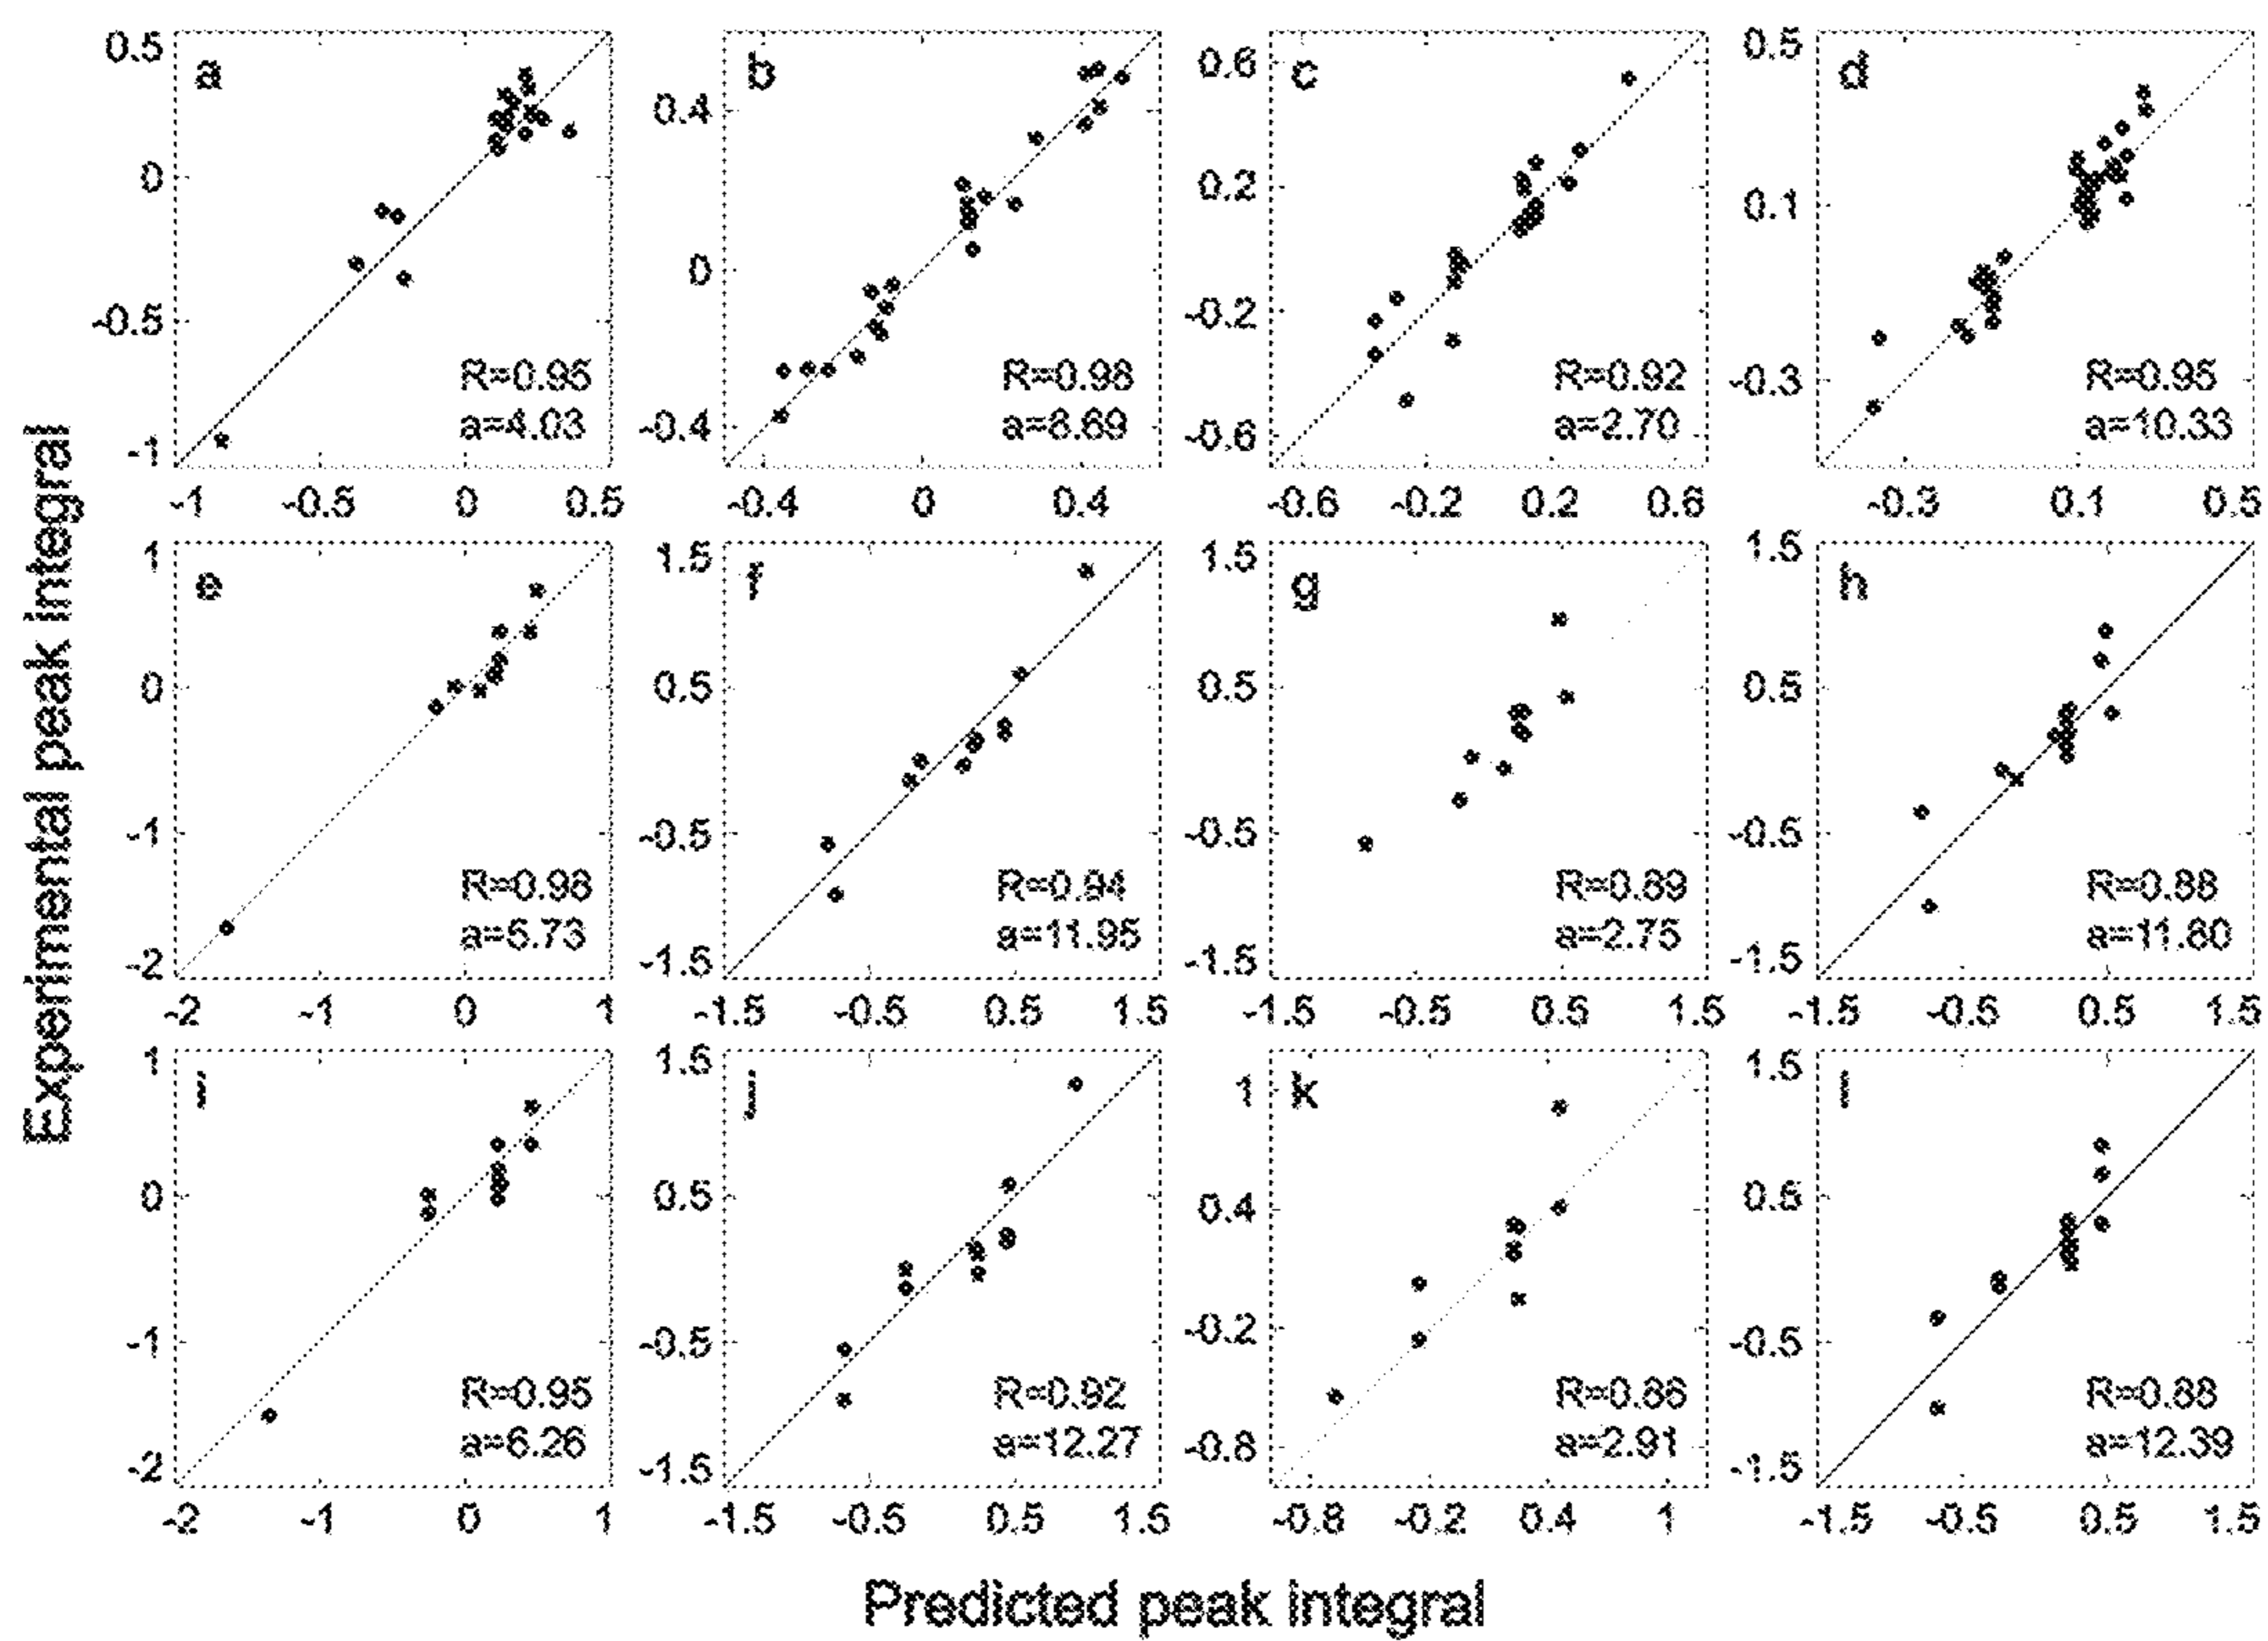 Experimental peak integral
a
0.5
0
-0.5
-1
R=0.95
a=4.03
-1 -0.5 0 0.5
b
0.4
0
-0.4
R=0.98
a=8.69
-0.4 0 0.4
c
0.6
0.2
-0.2
-0.6
R=0.92
a=2.70
-0.6 -0.2 0.2 0.6
d
0.5
0.1
-0.3
R=0.95
a=10.33
-0.3 0.1 0.5
e
1
0
-1
-2
R=0.98
a=5.73
-2 -1 0 1
f
1.5
0.5
-0.5
-1.5
R=0.94
a=11.95
-1.5 -0.5 0.5 1.5
g
1.5
0.5
-0.5
-1.5
R=0.89
a=2.75
-1.5 -0.5 0.5 1.5
h
1.5
0.5
-0.5
-1.5
R=0.88
a=11.80
-1.5 -0.5 0.5 1.5
i
1
0
-1
-2
R=0.95
a=6.26
-2 -1 0 1
j
1.5
0.5
-0.5
-1.5
R=0.92
a=12.27
-1.5 -0.5 0.5 1.5
k
1
0.4
-0.2
-0.8
R=0.86
a=2.91
-0.8 -0.2 0.4 1
l
1.5
0.5
-0.5
-1.5
R=0.88
a=12.39
-1.5 -0.5 0.5 1.5
Predicted peak integral